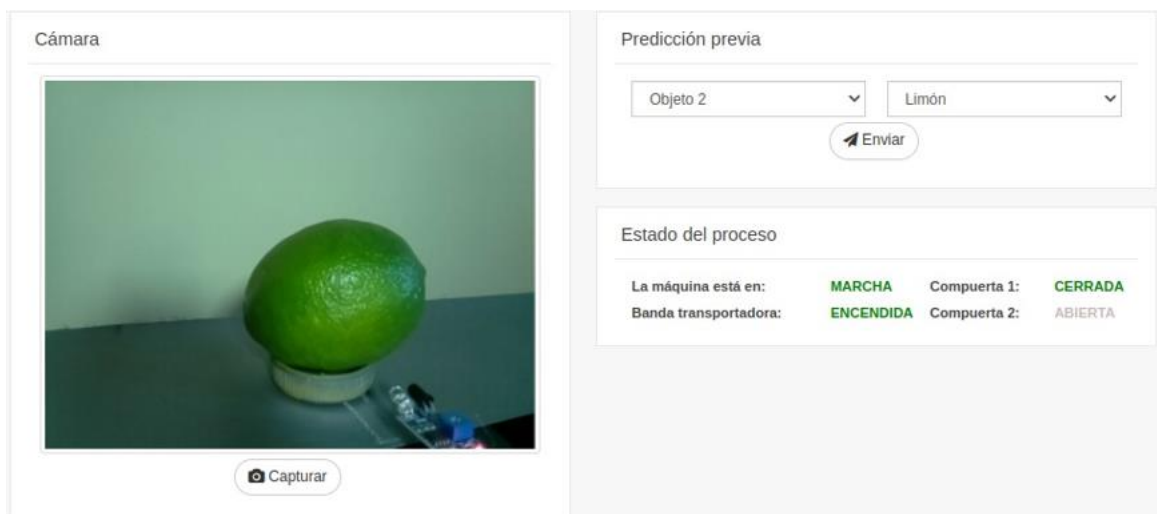 Cámara
Capturar
Predicción previa
Objeto 2 Limón
Enviar
Estado del proceso
La máquina está en: MARCHA Compuerta 1: CERRADA
Banda transportadora: ENCENDIDA Compuerta 2: ABIERTA